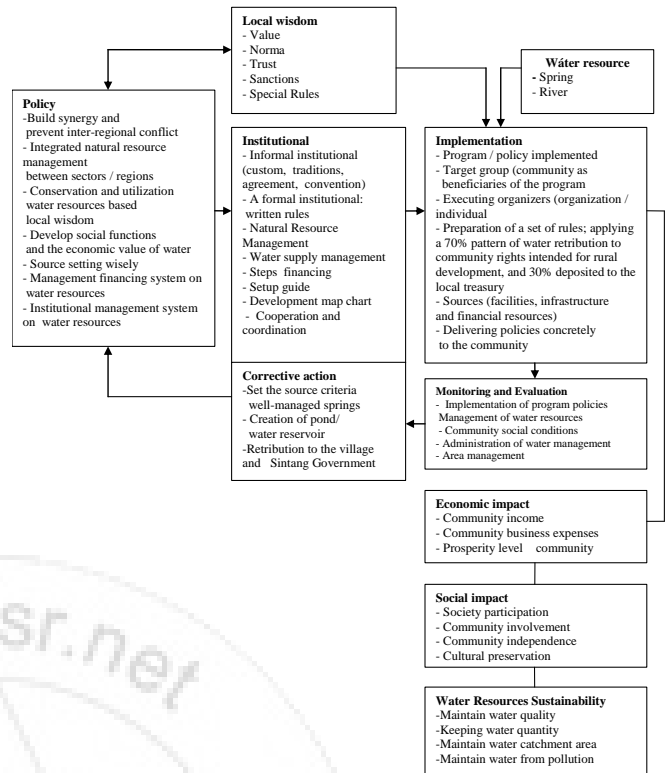 Local wisdom
- Value
- Norma
- Trust
- Sanctions
- Special Rules
Wáter resource
- Spring
- River
Policy
-Build synergy and
prevent inter-regional conflict
- Integrated natural resource
management
between sectors / regions
- Conservation and utilization
water resources based
local wisdom
- Develop social functions
and the economic value of water
- Source setting wisely
- Management financing system on
water resources
- Institutional management system
on water resources
Institutional
- Informal institutional
(custom, traditions,
agreement, convention)
- A formal institutional:
written rules
- Natural Resource
Management
- Water supply management
- Steps financing
- Setup guide
- Development map chart
- Cooperation and
coordination
Implementation
- Program / policy implemented
- Target group (community as
beneficiaries of the program
- Executing organizers (organization /
individual
- Preparation of a set of rules; applying
a 70% pattern of water retribution to
community rights intended for rural
development, and 30% deposited to the
local treasury
- Sources (facilities, infrastructure
and financial resources)
- Delivering policies concretely
to the community
Corrective action
-Set the source criteria
well-managed springs
- Creation of pond/
water reservoir
-Retribution to the village
and Sintang Government
Monitoring and Evaluation
- Implementation of program policies
Management of water resources
- Community social conditions
- Administration of water management
- Area management
Economic impact
- Community income
- Community business expenses
- Prosperity level community
Social impact
- Society participation
- Community involvement
- Community independence
- Cultural preservation
Water Resources Sustainability
-Maintain water quality
-Keeping water quantity
-Maintain water catchment area
-Maintain water from pollution
sr.net